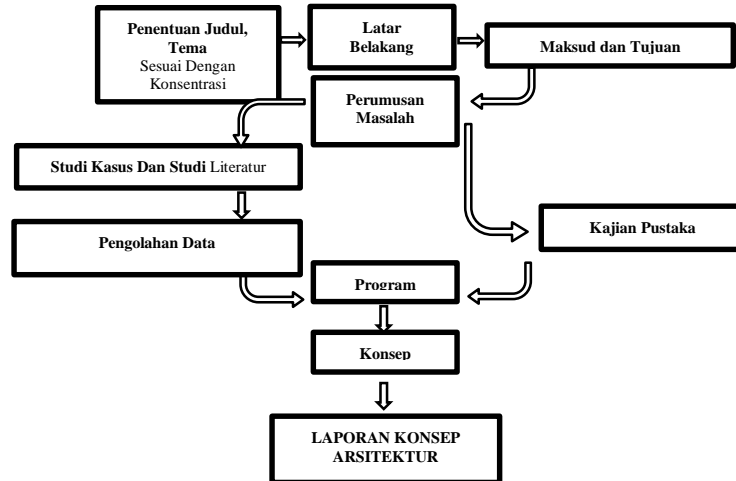 Penentuan Judul,
Tema
Sesuai Dengan
Konsentrasi
Latar
Belakang
Maksud dan Tujuan
Perumusan
Masalah
Studi Kasus Dan Studi Literatur
Pengolahan Data
Kajian Pustaka
Program
Konsep
LAPORAN KONSEP
ARSITEKTUR